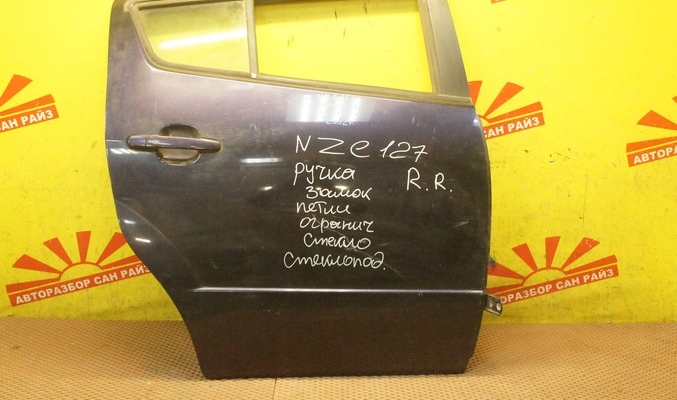 NZE127
ручка R.R.
замок
петли
огранич
стекло
стеклопод.
САН РАЙЗ
АВТОРАЗБОР САН РАЙЗ
АВТОРАЗБОР
АВТОРАЗБОР САН РАЙЗ
АВТОРАЗБОР САН РАЙЗ